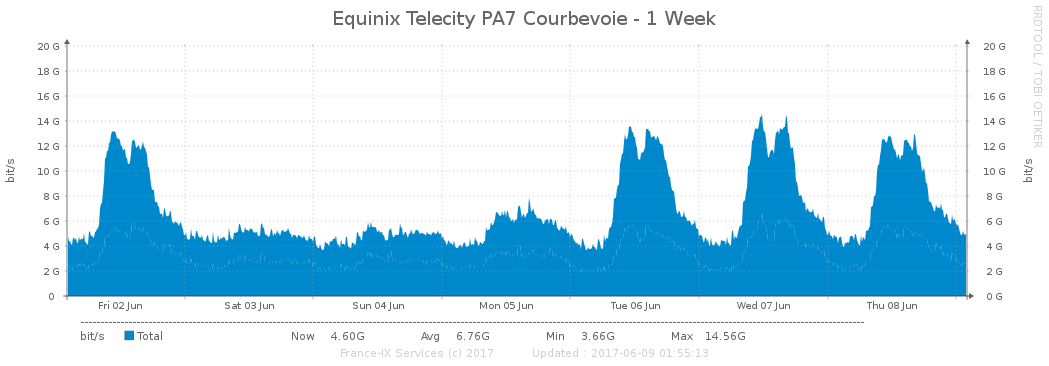 Equinix Telecity PA7 Courbevoie - 1 Week
RRDTOOL / TOBI OETIKER
bit/s
20 G 20 G
18 G 18 G
16 G 16 G
14 G 14 G
12 G 12 G
10 G 10 G
8 G 8 G
6 G 6 G
4 G 4 G
2 G 2 G
0 0 G
bit/s
Fri 02 Jun Sat 03 Jun Sun 04 Jun Mon 05 Jun Tue 06 Jun Wed 07 Jun Thu 08 Jun
bit/s Total Now 4.60G Avg 6.76G Min 3.66G Max 14.56G
France-IX Services (c) 2017 Updated : 2017-06-09 01:55:13